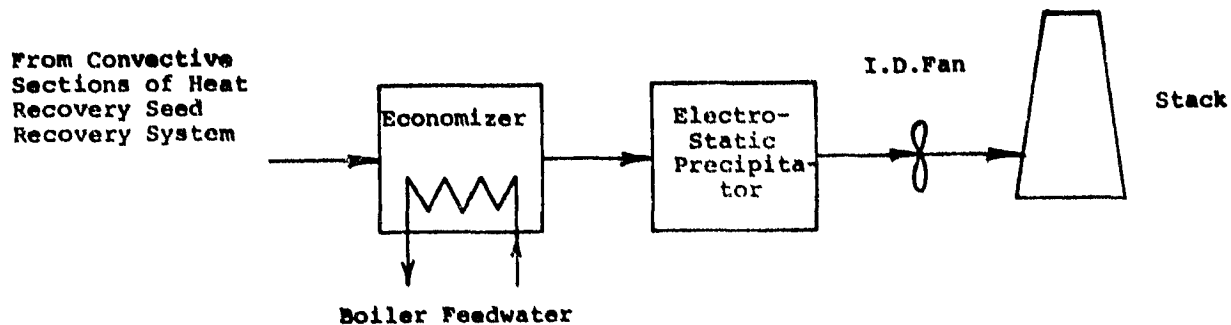 From Convective
Sections of Heat
Recovery Seed
Recovery System
Economizer
Boiler Feedwater
Electro-
Static
Precipita-
tor
I.D.Fan
Stack